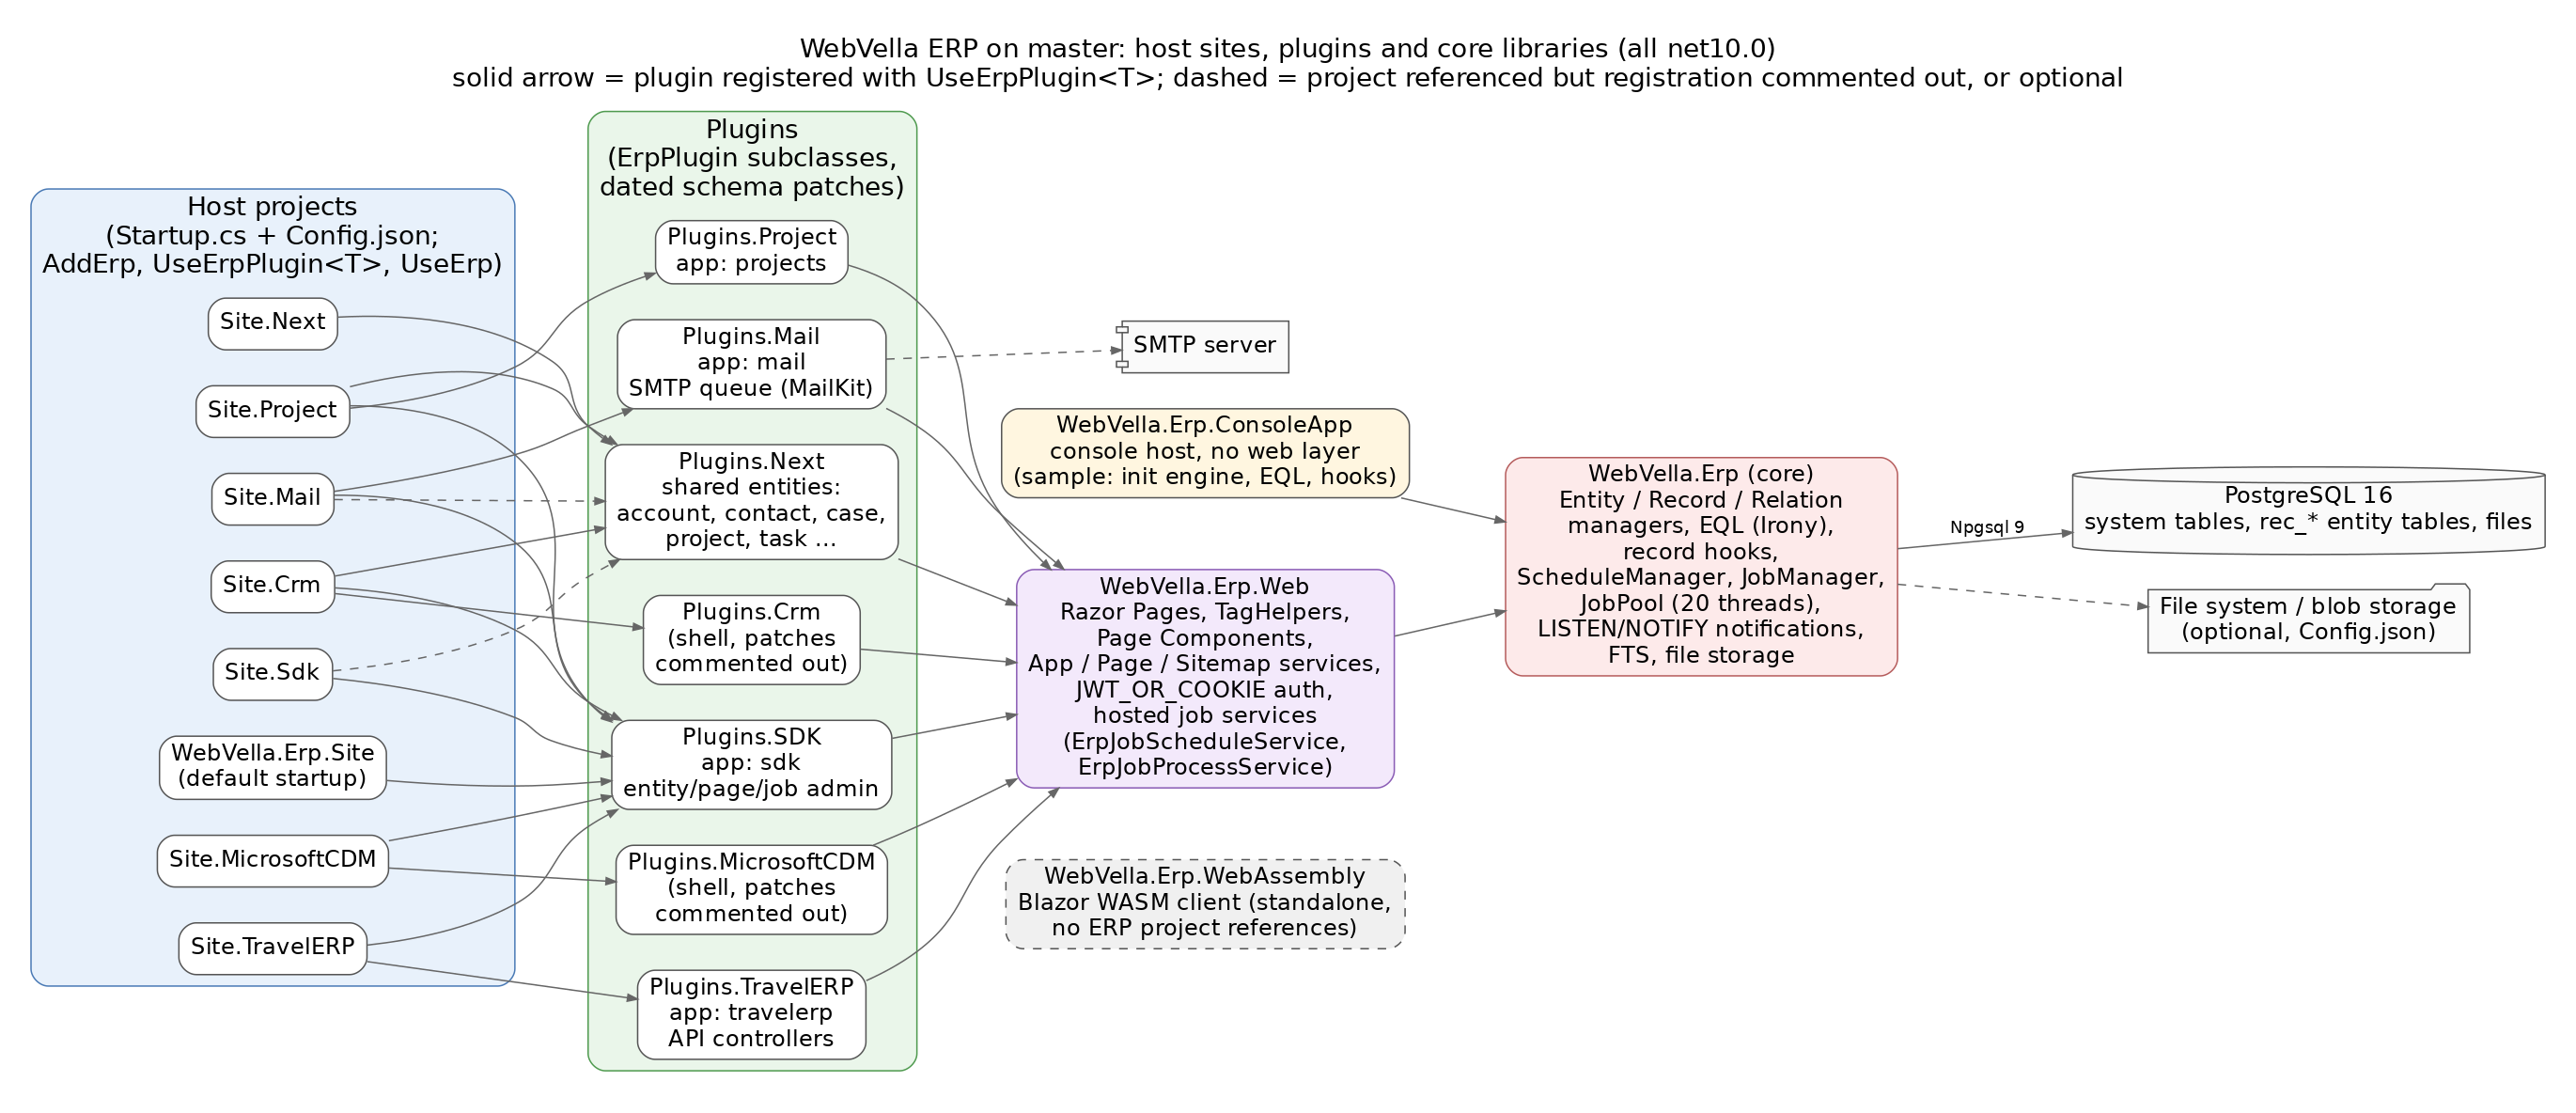 WebVella ERP on master: host sites, plugins and core libraries (all net10.0)
solid arrow = plugin registered with UseErpPlugin<T>; dashed = project referenced but registration commented out, or optional
Host projects
(Startup.cs + Config.json;
AddErp, UseErpPlugin<T>, UseErp)
Site.Next
Site.Project
Site.Mail
Site.Crm
Site.Sdk
WebVella.Erp.Site
(default startup)
Site.MicrosoftCDM
Site.TravelERP
Plugins
(ErpPlugin subclasses,
dated schema patches)
Plugins.Project
app: projects
Plugins.Mail
app: mail
SMTP queue (MailKit)
Plugins.Next
shared entities:
account, contact, case,
project, task ...
Plugins.Crm
(shell, patches
commented out)
Plugins.SDK
app: sdk
entity/page/job admin
Plugins.MicrosoftCDM
(shell, patches
commented out)
Plugins.TravelERP
app: travelerp
API controllers
SMTP server
WebVella.Erp.ConsoleApp
console host, no web layer
(sample: init engine, EQL, hooks)
WebVella.Erp.Web
Razor Pages, TagHelpers,
Page Components,
App / Page / Sitemap services,
JWT_OR_COOKIE auth,
hosted job services
(ErpJobScheduleService,
ErpJobProcessService)
WebVella.Erp.WebAssembly
Blazor WASM client (standalone,
no ERP project references)
WebVella.Erp (core)
Entity / Record / Relation
managers, EQL (Irony),
record hooks,
ScheduleManager, JobManager,
JobPool (20 threads),
LISTEN/NOTIFY notifications,
FTS, file storage
Npgsql 9
PostgreSQL 16
system tables, rec_* entity tables, files
File system / blob storage
(optional, Config.json)